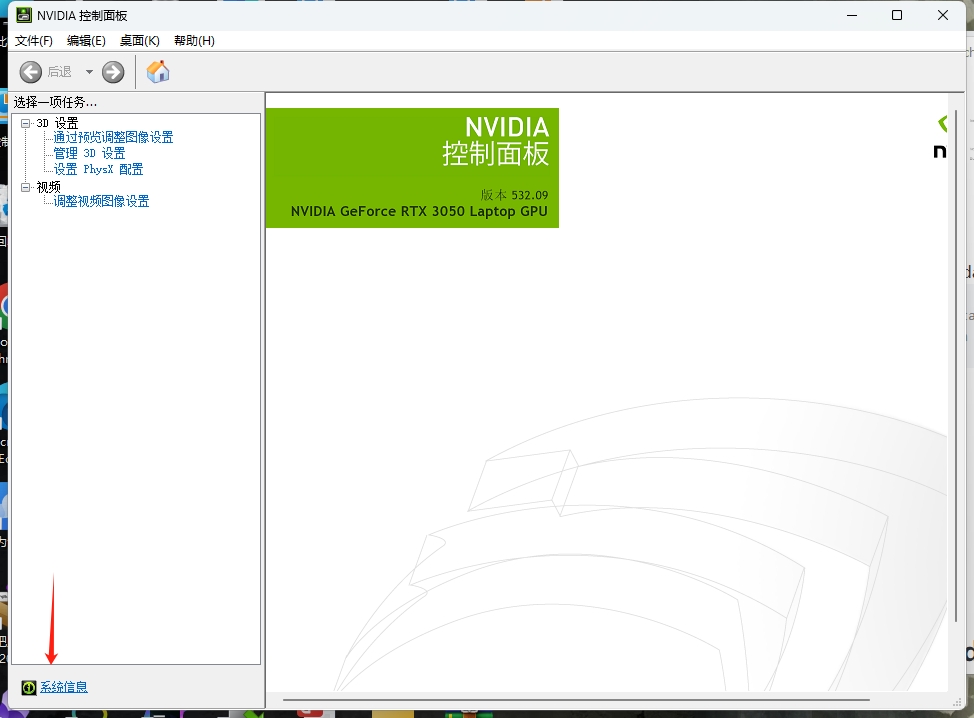 NVIDIA 控制面板
文件(F) 编辑(E) 桌面(K) 帮助(H)
后退
选择一项任务...
3D 设置
通过预览调整图像设置
管理 3D 设置
设置 PhysX 配置
视频
调整视频图像设置
NVIDIA
控制面板
版本 532.09
NVIDIA GeForce RTX 3050 Laptop GPU
n
系统信息